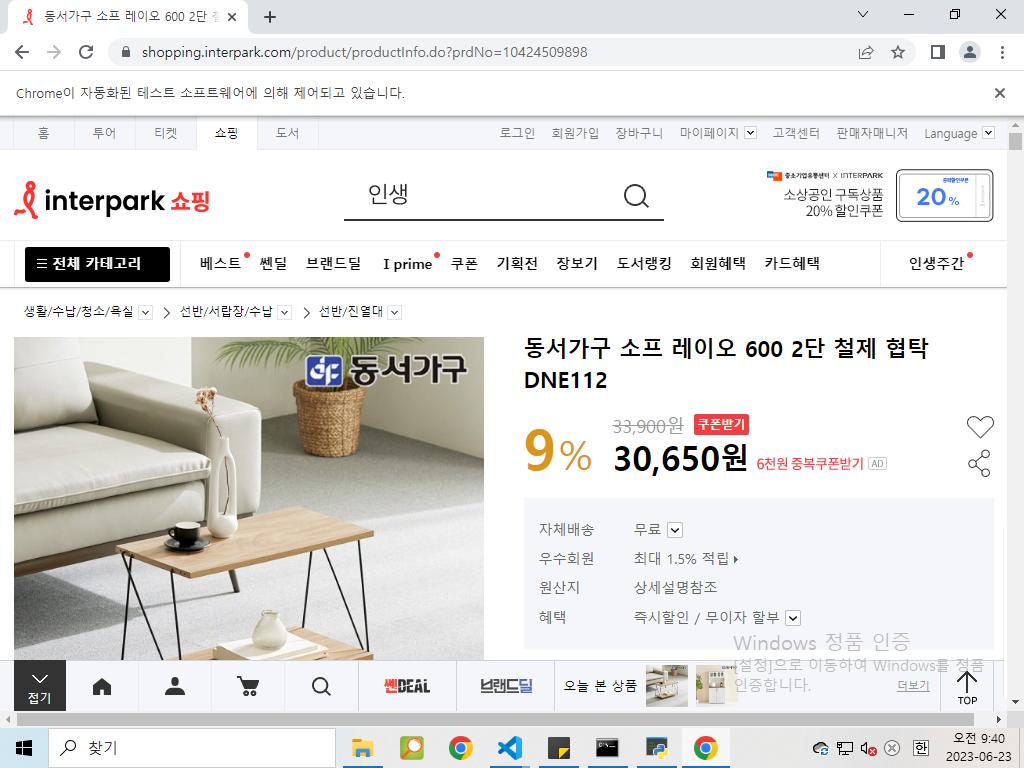 동서가구 소프 레이오 600 2단 철
shopping.interpark.com/product/productInfo.do?prdNo=10424509898
Chrome이 자동화된 테스트 소프트웨어에 의해 제어되고 있습니다.
홈 투어 티켓 쇼핑 도서 로그인 회원가입 장바구니 마이페이지 고객센터 판매자매니저 Language
interpark 쇼핑
인생
중소기업유통센터 X INTERPARK
소상공인 구독상품
20% 할인쿠폰
중복할인쿠폰
20%
전체 카테고리 베스트 쎈딜 브랜드딜 I prime 쿠폰 기획전 장보기 도서랭킹 회원혜택 카드혜택 인생주간
생활/수납/청소/욕실 > 선반/서랍장/수납 > 선반/진열대
동서가구
동서가구 소프 레이오 600 2단 철제 협탁
DNE112
33,900원 쿠폰받기
9% 30,650원 6천원 중복쿠폰받기 AD
자체배송 무료
우수회원 최대 1.5% 적립
원산지 상세설명참조
혜택 즉시할인 / 무이자 할부
Windows 정품 인증
[설정]으로 이동하여 Windows를 정품
인증합니다.
접기
쎈DEAL
브랜드딜
오늘 본 상품
더보기
TOP
찾기
한
오전 9:40
2023-06-23